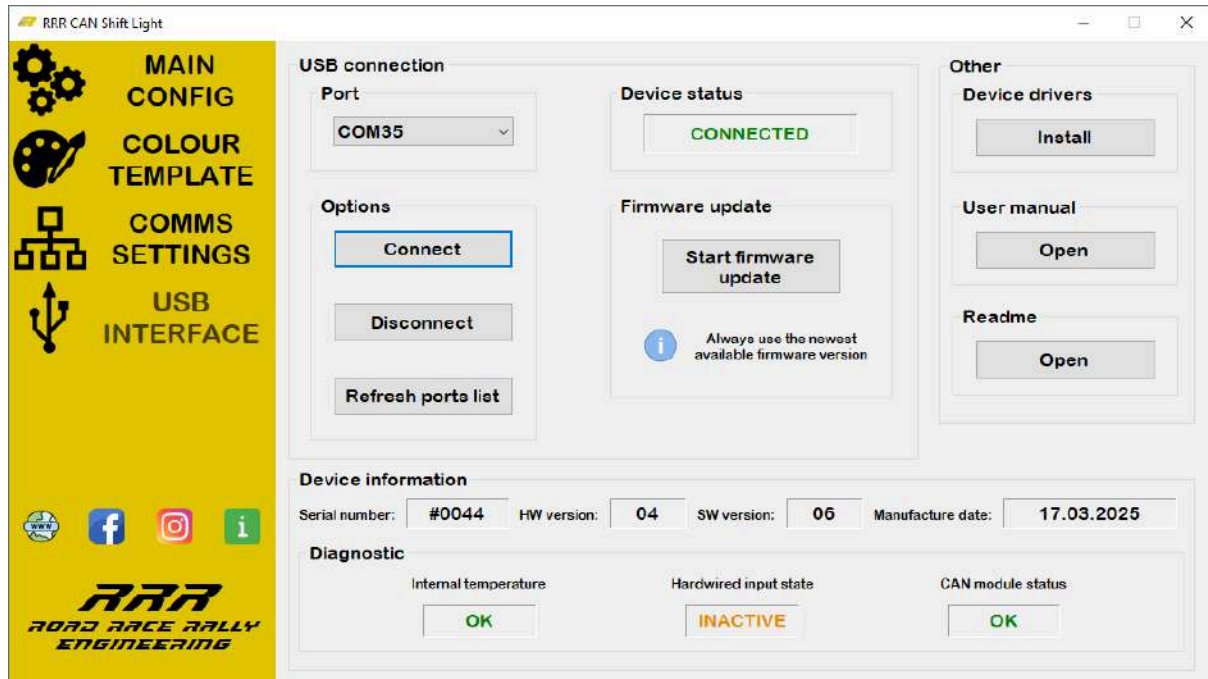 RRR CAN Shift Light
MAIN
CONFIG
COLOUR
TEMPLATE
COMMS
SETTINGS
USB
INTERFACE
WWW
RRR
ROAD RACE RALLY
ENGINEERING
USB connection
Port
COM35
Device status
CONNECTED
Options
Connect
Disconnect
Refresh ports list
Firmware update
Start firmware
update
Always use the newest
available firmware version
Other
Device drivers
Install
User manual
Open
Readme
Open
Device information
Serial number: #0044 HW version: 04 SW version: 06 Manufacture date: 17.03.2025
Diagnostic
Internal temperature Hardwired input state CAN module status
OK INACTIVE OK